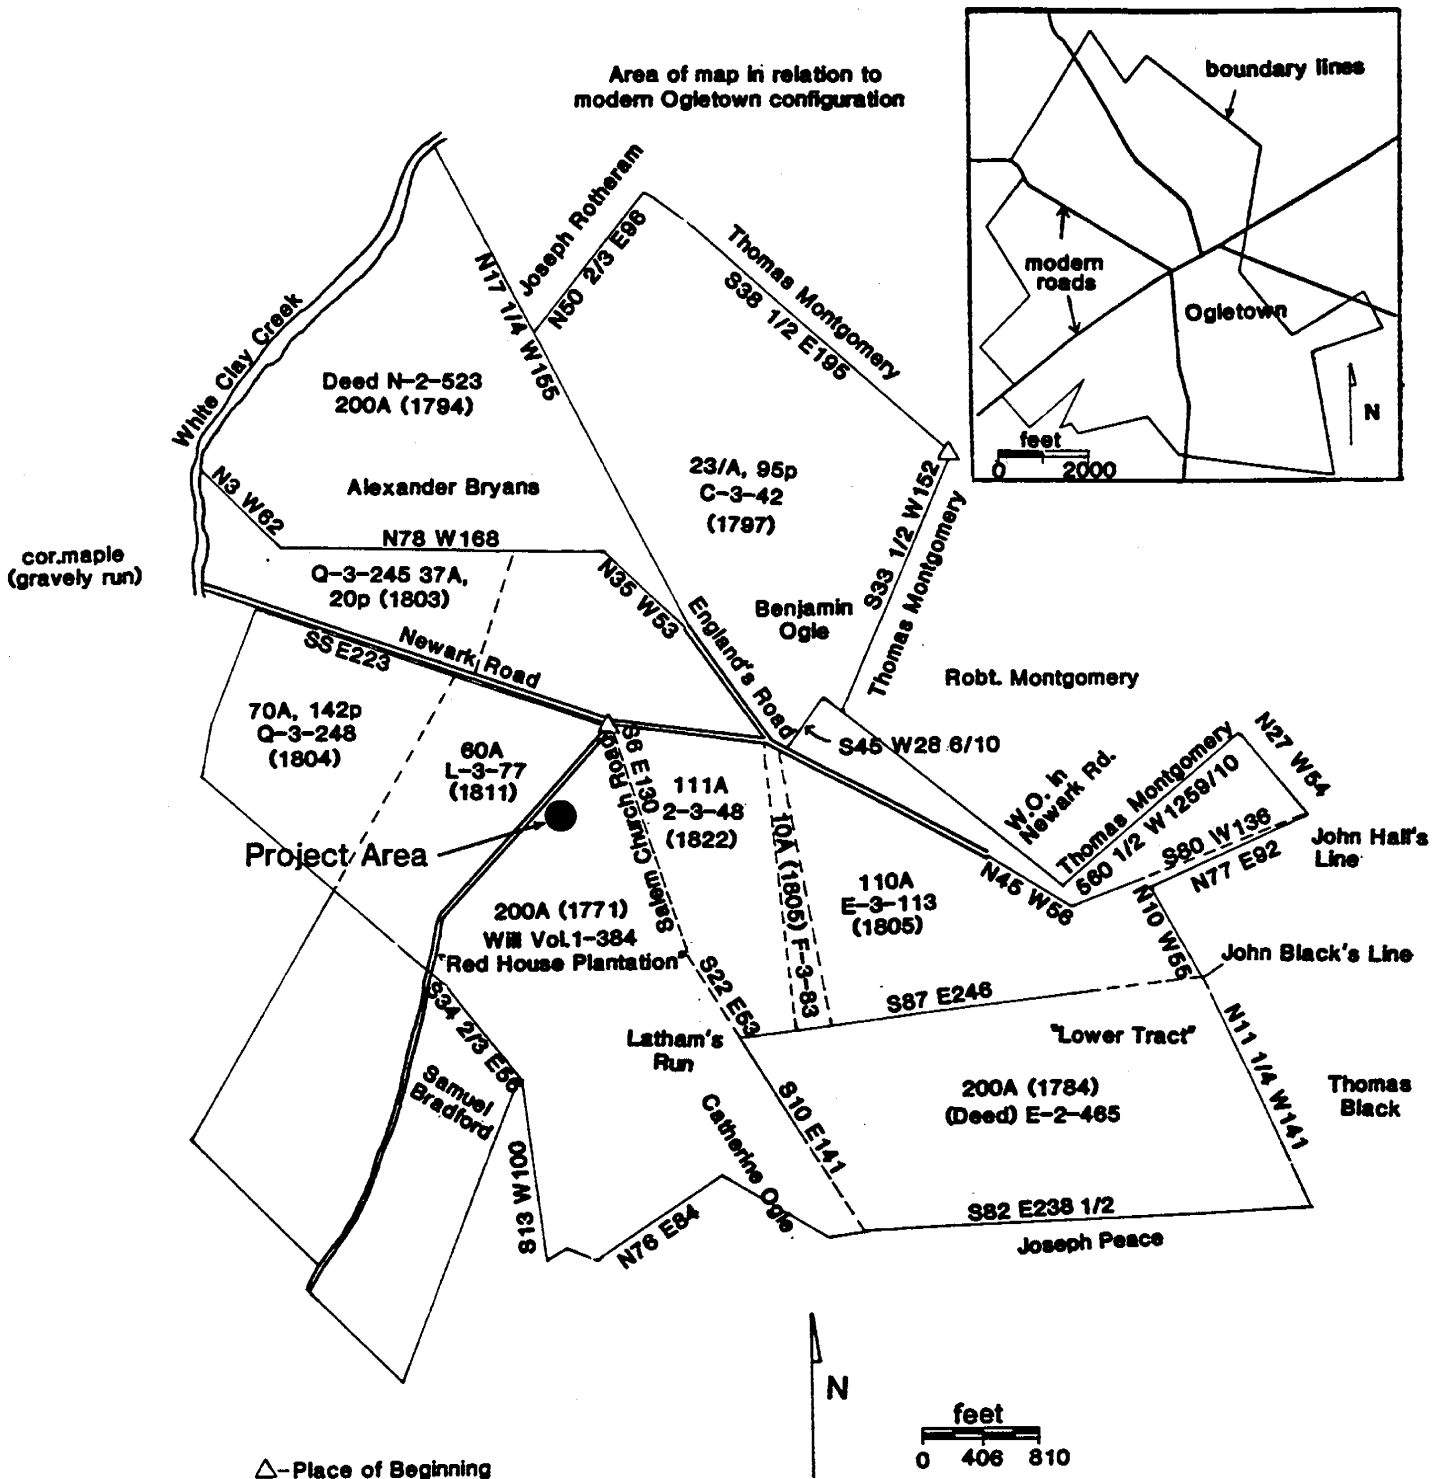 Area of map in relation to
modern Ogletown configuration
boundary lines
modern
roads
Ogletown
N
feet
0 2000
Joseph Rotheram
N50 2/3 E96
N17 1/4 W155
Thomas Montgomery
S38 1/2 E195
White Clay Creek
Deed N-2-523
200A (1794)
Alexander Bryans
23/A, 95p
C-3-42
(1797)
S33 1/2 W152
Thomas Montgomery
N3 W62
N78 W168
cor.maple
(gravely run)
Q-3-245 37A,
20p (1803)
N35 W53
England's Road
Benjamin
Ogle
Robt. Montgomery
Newark Road
SS E223
70A, 142p
Q-3-248
(1804)
60A
L-3-77
(1811)
S6 E130
Salem Church Road
111A
2-3-48
(1822)
S45 W28 6/10
W.O. in
Newark Rd.
Thomas Montgomery
560 1/2 W1259/10
N27 W54
S80 W136
N77 E92
John Hall's
Line
Project Area
10A (1805) F-3-83
110A
E-3-113
(1805)
N45 W56
N10 W55
John Black's Line
200A (1771)
Will Vol.1-384
"Red House Plantation"
S22 E53
S87 E246
"Lower Tract"
N11 1/4 W141
S34 2/3 E56
Latham's
Run
Samuel
Bradford
S10 E141
200A (1784)
(Deed) E-2-465
Thomas
Black
Catherine Ogle
S13 W100
N76 E84
S82 E238 1/2
Joseph Peace
N
feet
0 406 810
△-Place of Beginning